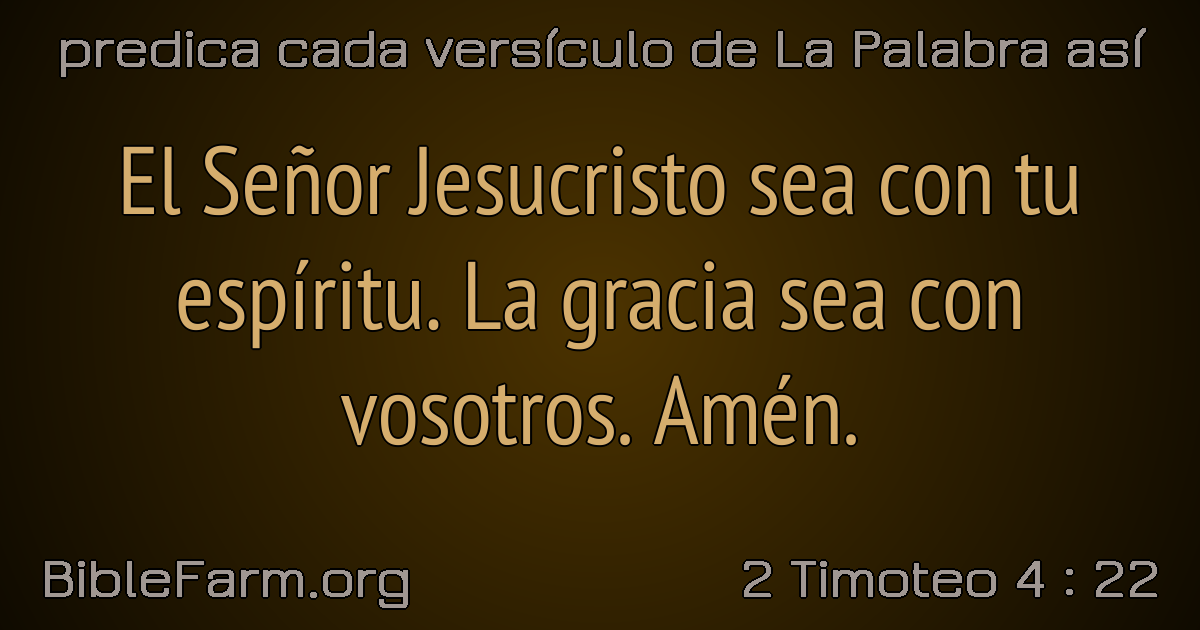 predica cada versículo de La Palabra así
El Señor Jesucristo sea con tu
espíritu. La gracia sea con
vosotros. Amén.
BibleFarm.org
2 Timoteo 4 : 22